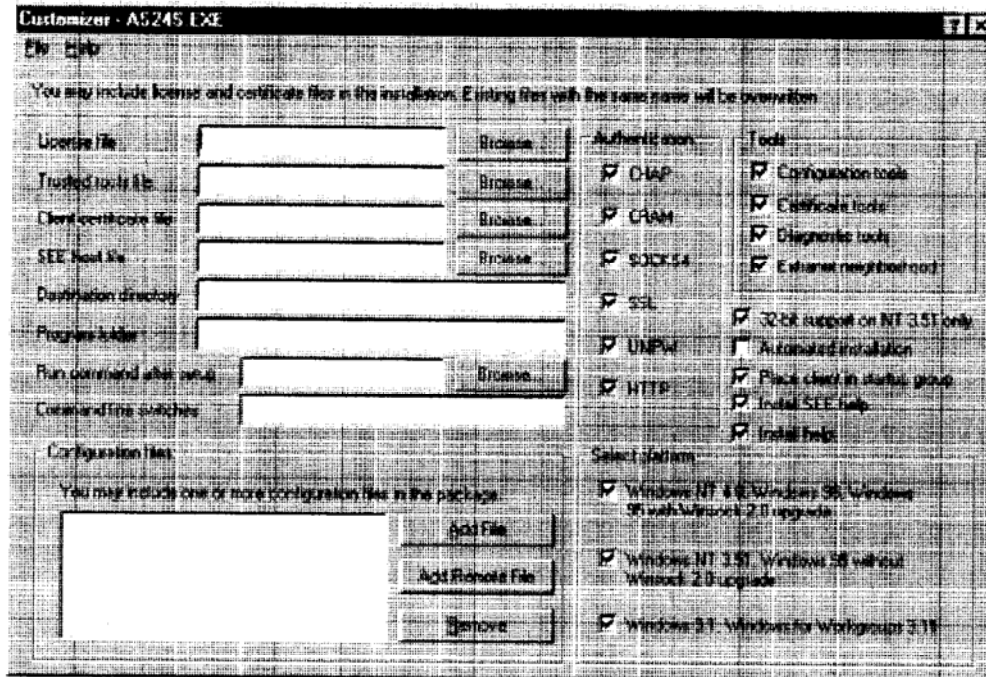 Customizer - AS24S EXE
File Help
You may include license and certificate files in the installation. Existing files with the same name will be overwritten
License file
Browse...
Trusted roots file
Browse...
Client certificate file
Browse...
SEE host file
Browse...
Destination directory
Program folder
Run command after setup
Browse...
Command line switches
Authentication
CHAP
CRAM
SOCKS4
SSL
UNPW
HTTP
Tools
Configuration tools
Certificate tools
Diagnostic tools
Extranet neighborhood
32-bit support on NT 3.51 only
Automated installation
Place client in startup group
Install SEE help
Install help
Configuration files
You may include one or more configuration files in the package.
Add File
Add Remote File
Remove
Select platform
Windows NT 4.0, Windows 98, Windows
95 with Winsock 2.0 upgrade
Windows NT 3.51, Windows 95 without
Winsock 2.0 upgrade
Windows 3.1, Windows for Workgroups 3.11